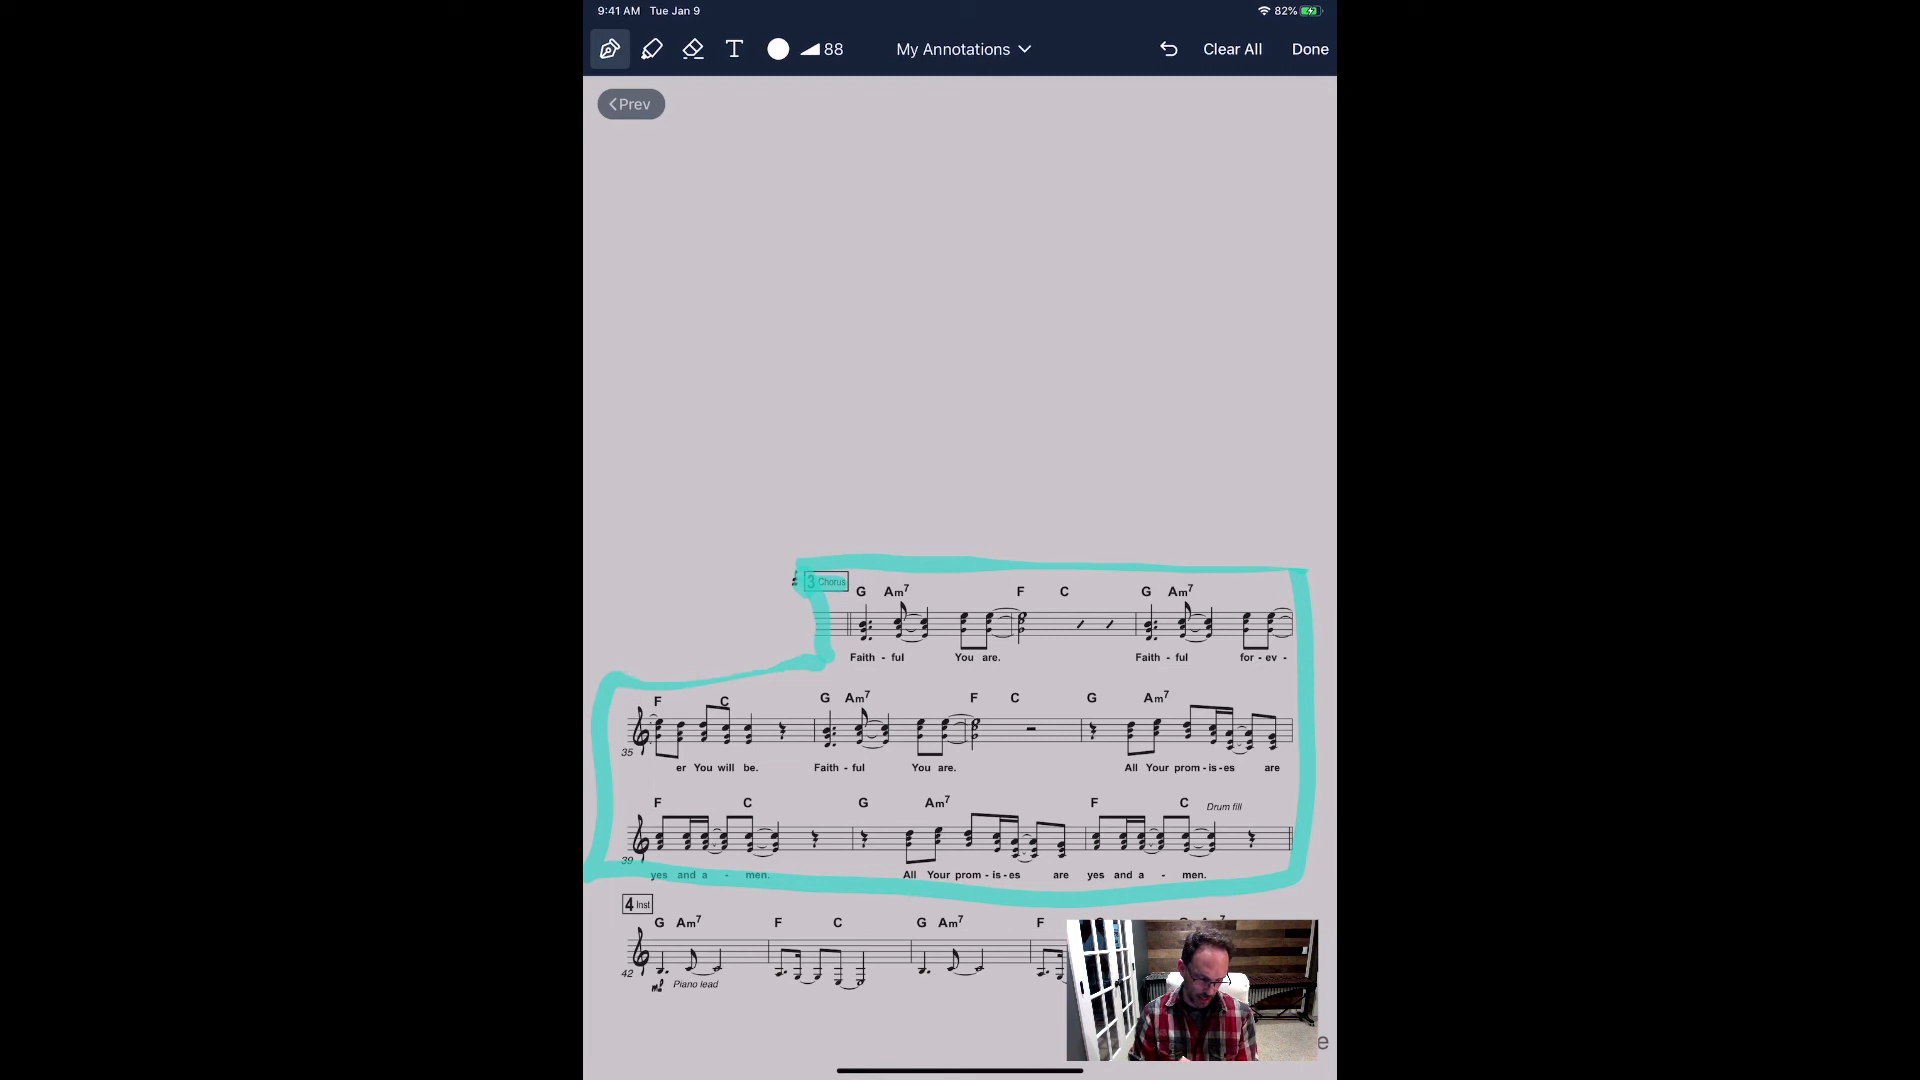 9:41 AM Tue Jan 9 82%
88 My Annotations Clear All Done
Prev
3 Chorus
G Am7 F C G Am7
Faith - ful You are. Faith - ful for - ev -
F C G Am7 F C G Am7
35
er You will be. Faith - ful You are. All Your prom - is - es are
F C G Am7 F C Drum fill
39
yes and a - men. All Your prom - is - es are yes and a - men.
4 Inst
G Am7 F C G Am7 F
42
mf Piano lead